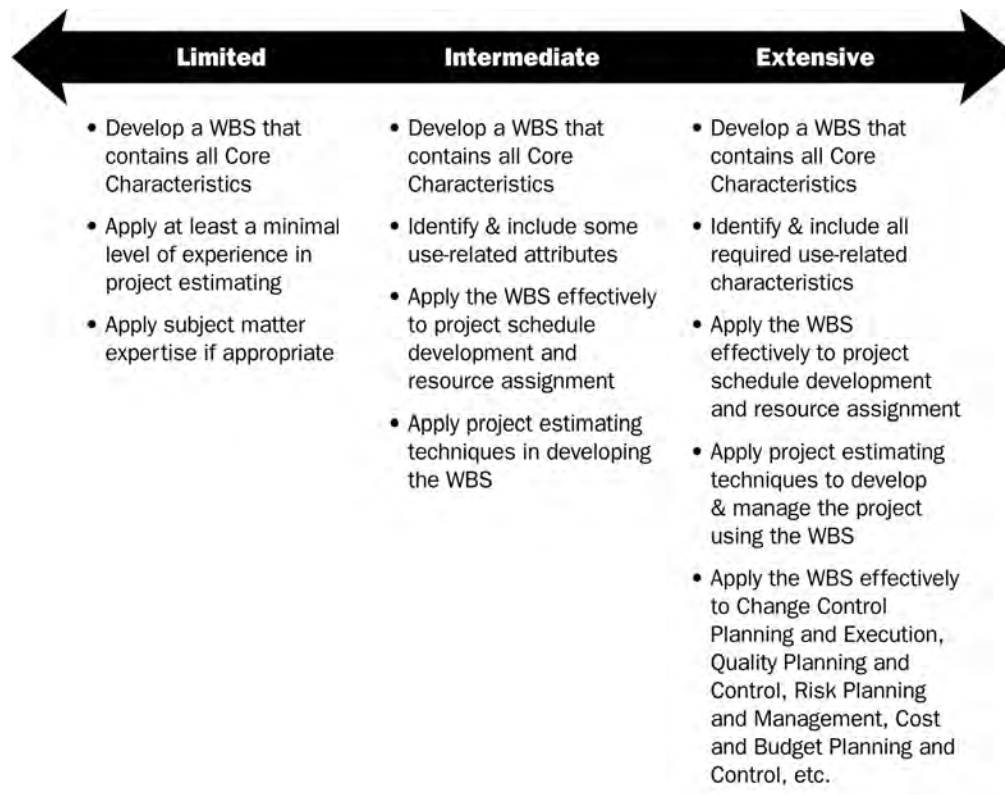 Limited
Intermediate
Extensive
• Develop a WBS that
contains all Core
Characteristics
• Apply at least a minimal
level of experience in
project estimating
• Apply subject matter
expertise if appropriate
• Develop a WBS that
contains all Core
Characteristics
• Identify & include some
use-related attributes
• Apply the WBS effectively
to project schedule
development and
resource assignment
• Apply project estimating
techniques in developing
the WBS
• Develop a WBS that
contains all Core
Characteristics
• Identify & include all
required use-related
characteristics
• Apply the WBS
effectively to project
schedule development
and resource assignment
• Apply project estimating
techniques to develop
& manage the project
using the WBS
• Apply the WBS effectively
to Change Control
Planning and Execution,
Quality Planning and
Control, Risk Planning
and Management, Cost
and Budget Planning and
Control, etc.